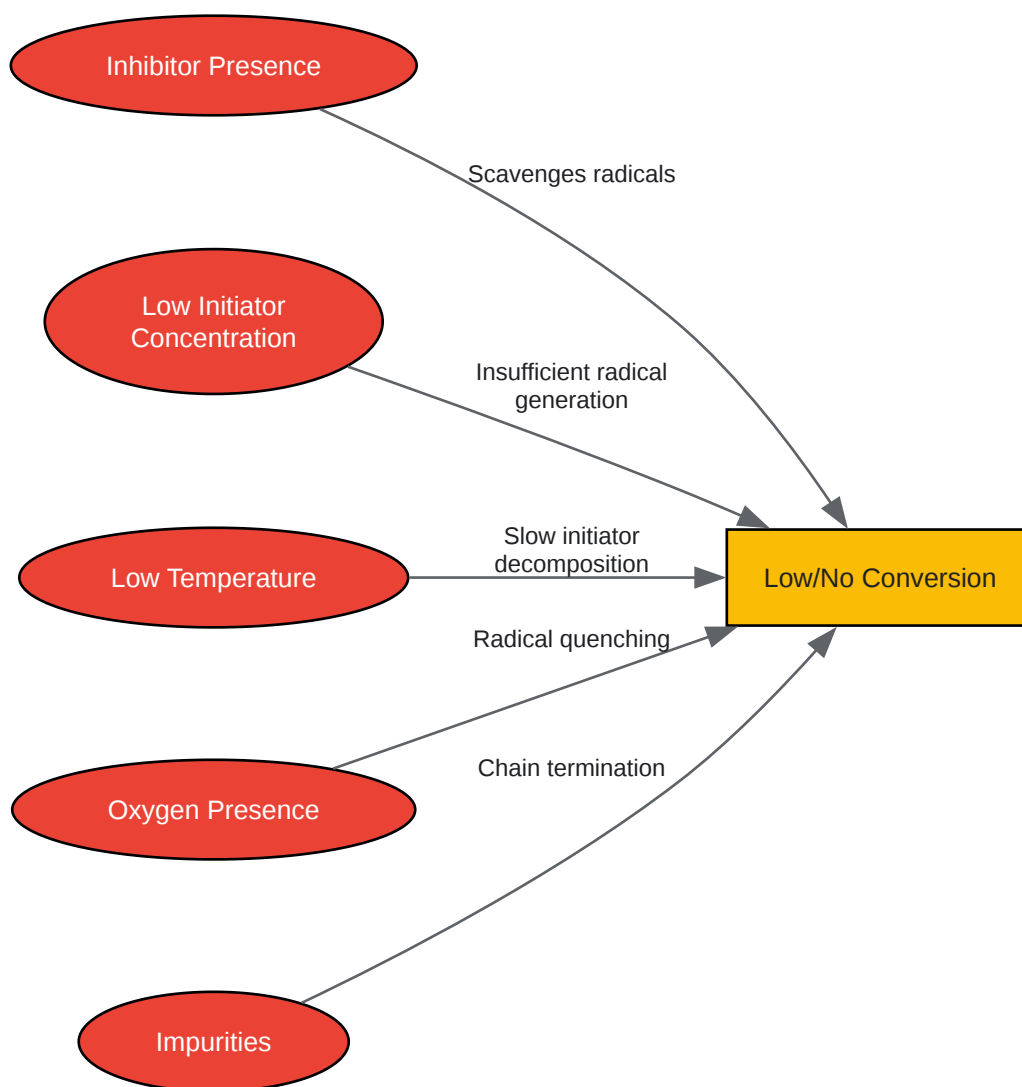 Inhibitor Presence
Scavenges radicals
Low Initiator
Concentration
Insufficient radical
generation
Slow initiator
decomposition
Low Temperature
Low/No Conversion
Radical quenching
Chain termination
Oxygen Presence
Impurities